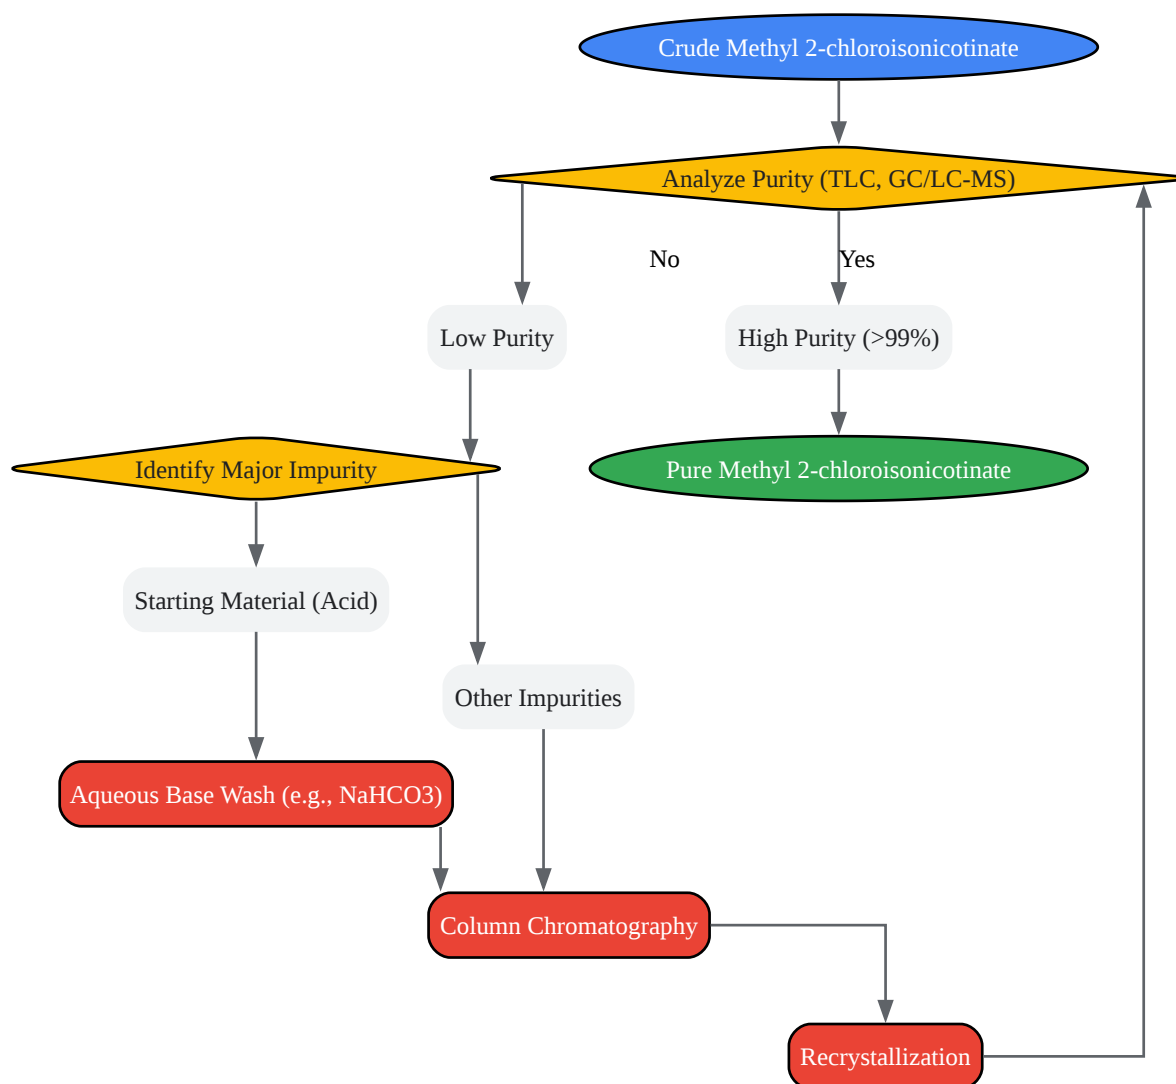 Crude Methyl 2-chloroisonicotinate
Analyze Purity (TLC, GC/LC-MS)
No
Yes
Low Purity
High Purity (>99%)
Identify Major Impurity
Pure Methyl 2-chloroisonicotinate
Starting Material (Acid)
Other Impurities
Aqueous Base Wash (e.g., NaHCO3)
Column Chromatography
Recrystallization